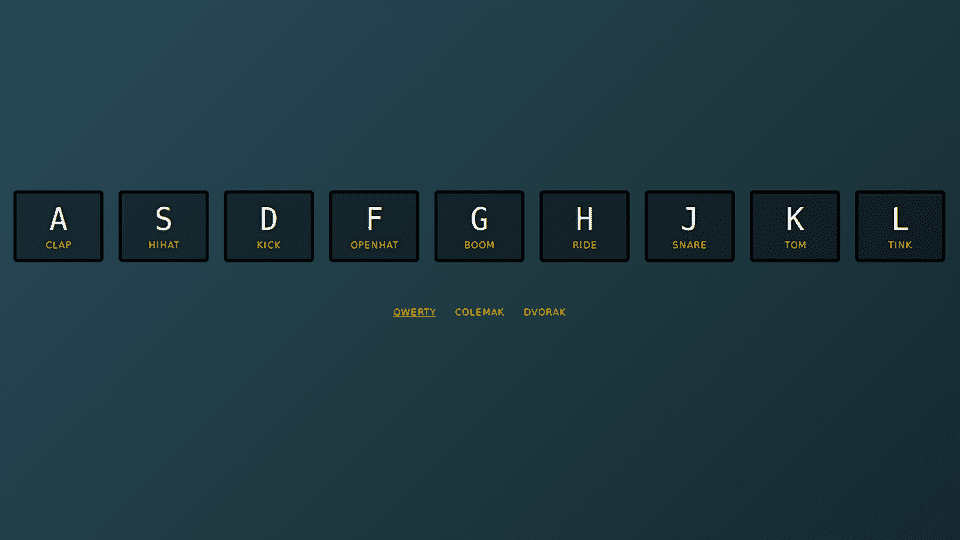 A S D F G H J K L
CLAP HIHAT KICK OPENHAT BOOM RIDE SNARE TOM TINK
QWERTY COLEMAK DVORAK